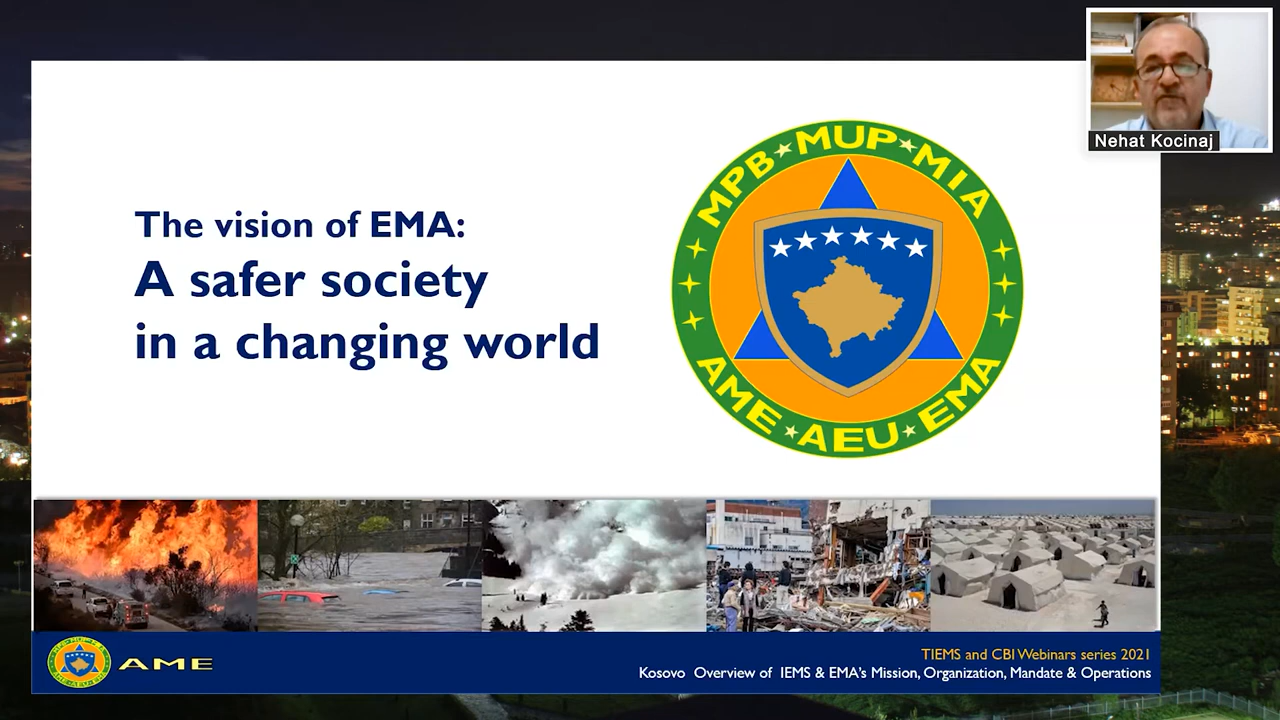 The vision of EMA:
A safer society
in a changing world
MPB★MUP★MIA
AME★AEU★EMA
Nehat Kocinaj
AME
TIEMS and CBI Webinars series 2021
Kosovo Overview of IEMS & EMA's Mission, Organization, Mandate & Operations